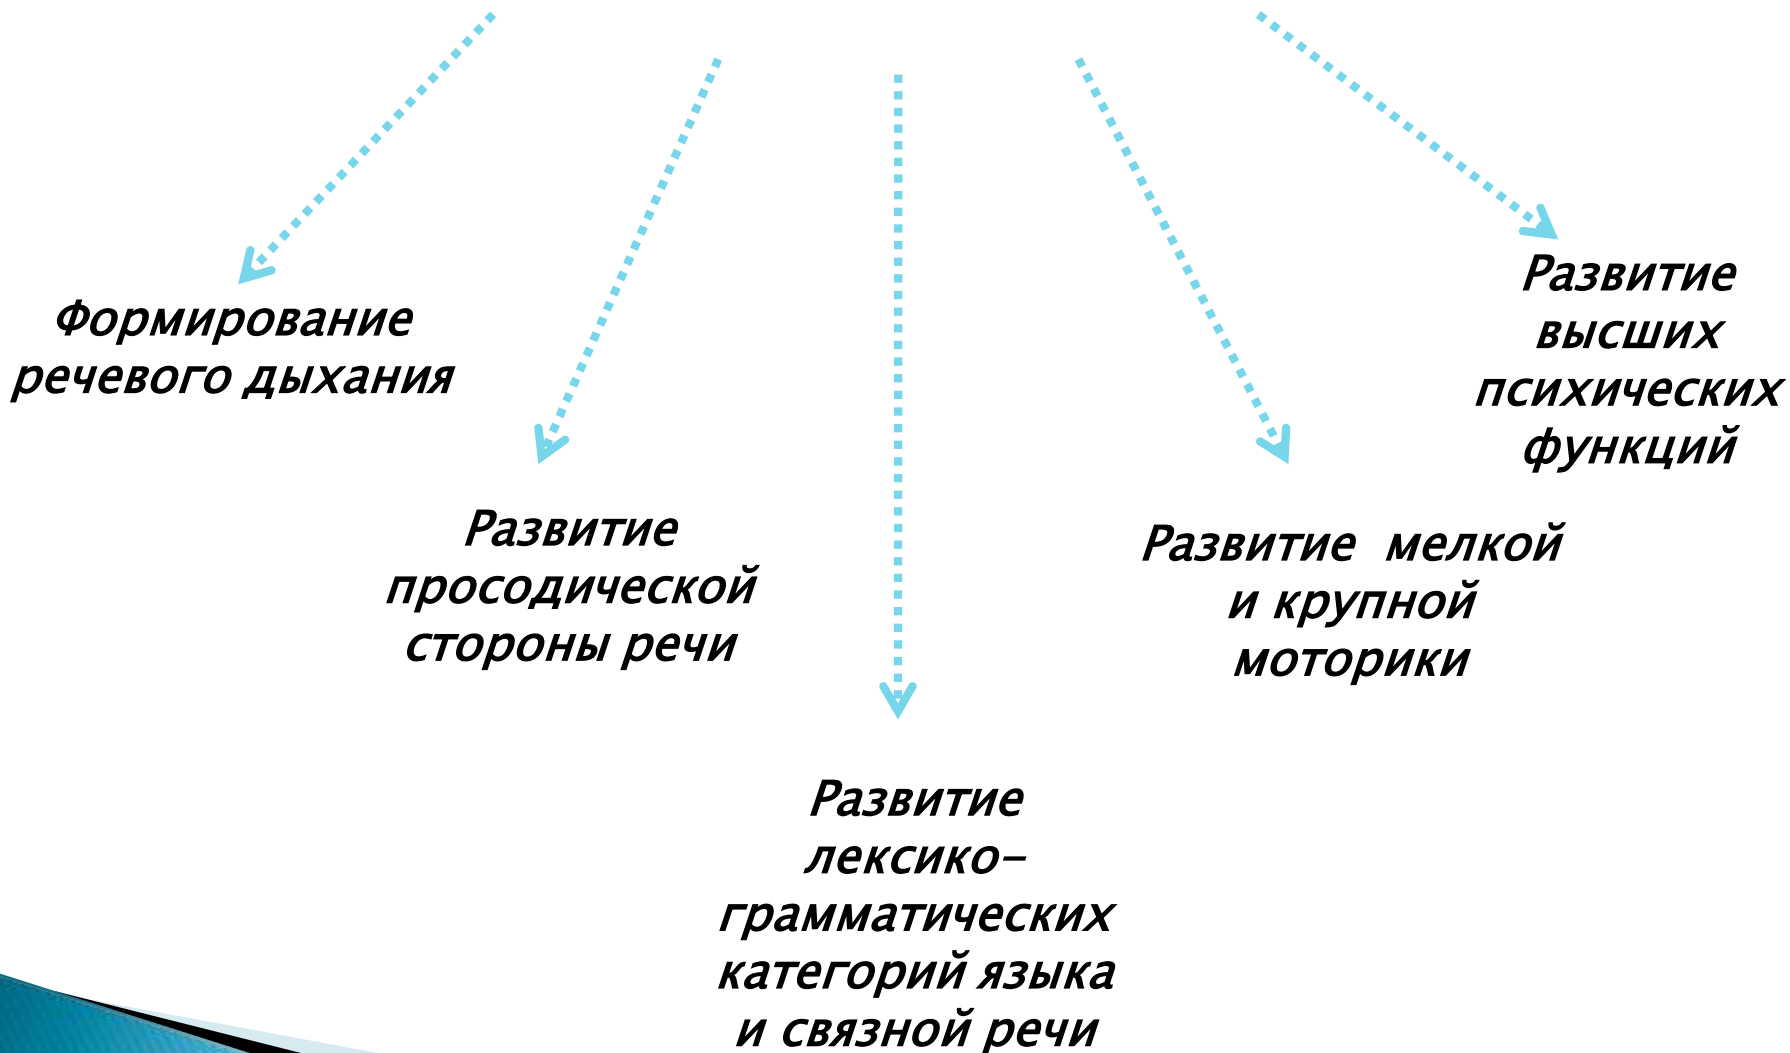 Формирование
речевого дыхания
Развитие
просодической
стороны речи
Развитие
лексико-
грамматических
категорий языка
и связной речи
Развитие мелкой
и крупной
моторики
Развитие
высших
психических
функций